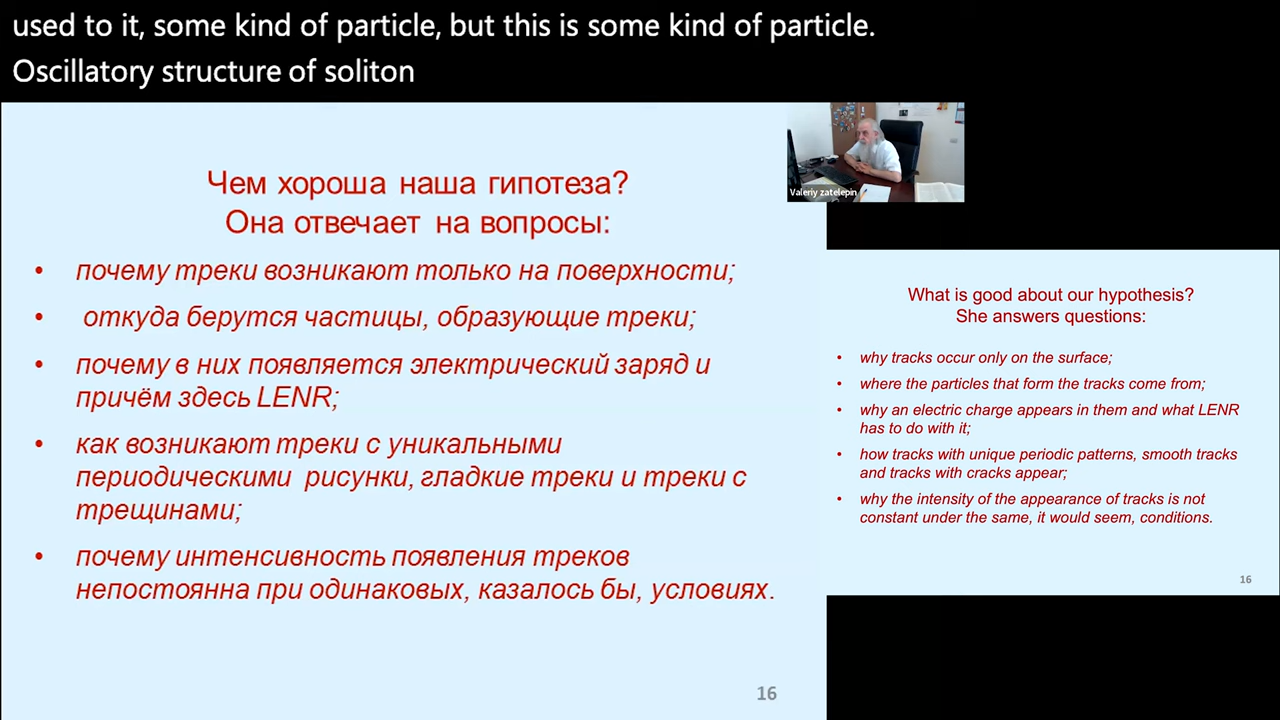 used to it, some kind of particle, but this is some kind of particle.
Oscillatory structure of soliton
Чем хороша наша гипотеза?
Она отвечает на вопросы:
• почему треки возникают только на поверхности;
• откуда берутся частицы, образующие треки;
• почему в них появляется электрический заряд и
причём здесь LENR;
• как возникают треки с уникальными
периодическими рисунки, гладкие треки и треки с
трещинами;
• почему интенсивность появления треков
непостоянна при одинаковых, казалось бы, условиях.
16
Valeriy zatelepin
What is good about our hypothesis?
She answers questions:
• why tracks occur only on the surface;
• where the particles that form the tracks come from;
• why an electric charge appears in them and what LENR
has to do with it;
• how tracks with unique periodic patterns, smooth tracks
and tracks with cracks appear;
• why the intensity of the appearance of tracks is not
constant under the same, it would seem, conditions.
16